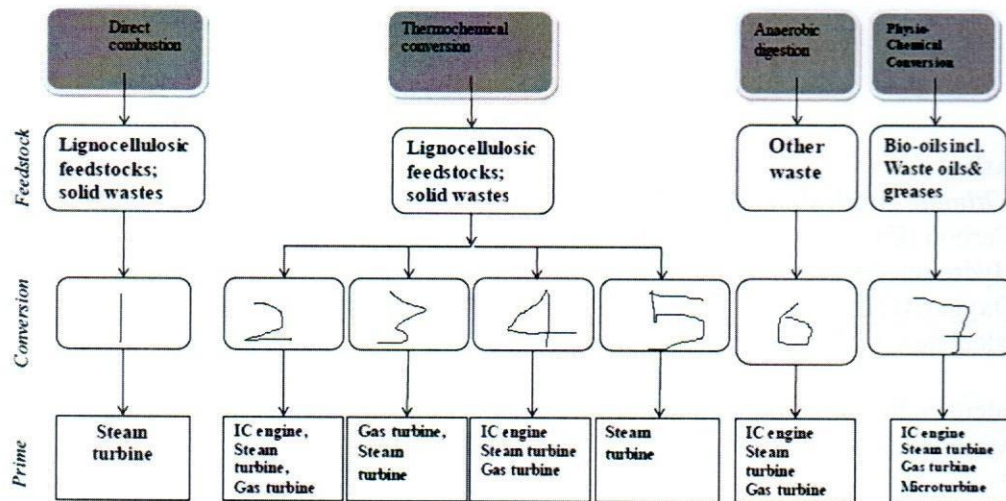 Direct
combustion
Thermochemical
conversion
Anaerobic
digestion
Physio-
Chemical
Conversion
Feedstock
Lignocellulosic
feedstocks;
solid wastes
Lignocellulosic
feedstocks;
solid wastes
Other
waste
Bio-oils incl.
Waste oils&
greases
Conversion
1
2
3
4
5
6
7
Prime
Steam
turbine
IC engine,
Steam
turbine,
Gas turbine
Gas turbine,
Steam
turbine
IC engine
Steam turbine
Gas turbine
Steam
turbine
IC engine
Steam
turbine
Gas turbine
IC engine
Steam turbine
Gas turbine
Microturbine